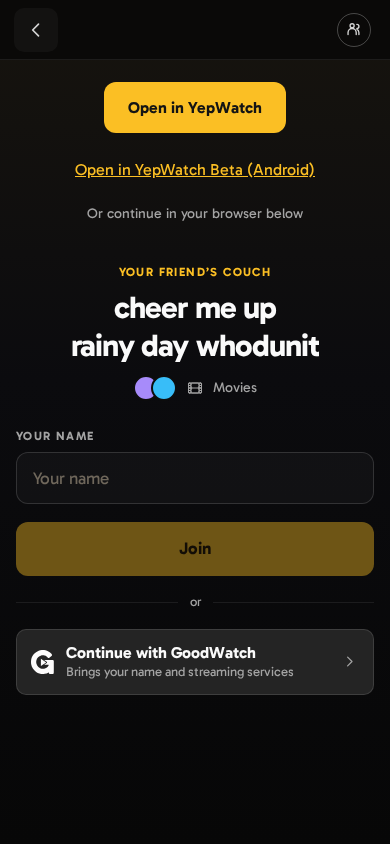 Open in YepWatch
Open in YepWatch Beta (Android)
Or continue in your browser below
YOUR FRIEND'S COUCH
cheer me up
rainy day whodunit
Movies
YOUR NAME
Your name
Join
or
Continue with GoodWatch
Brings your name and streaming services